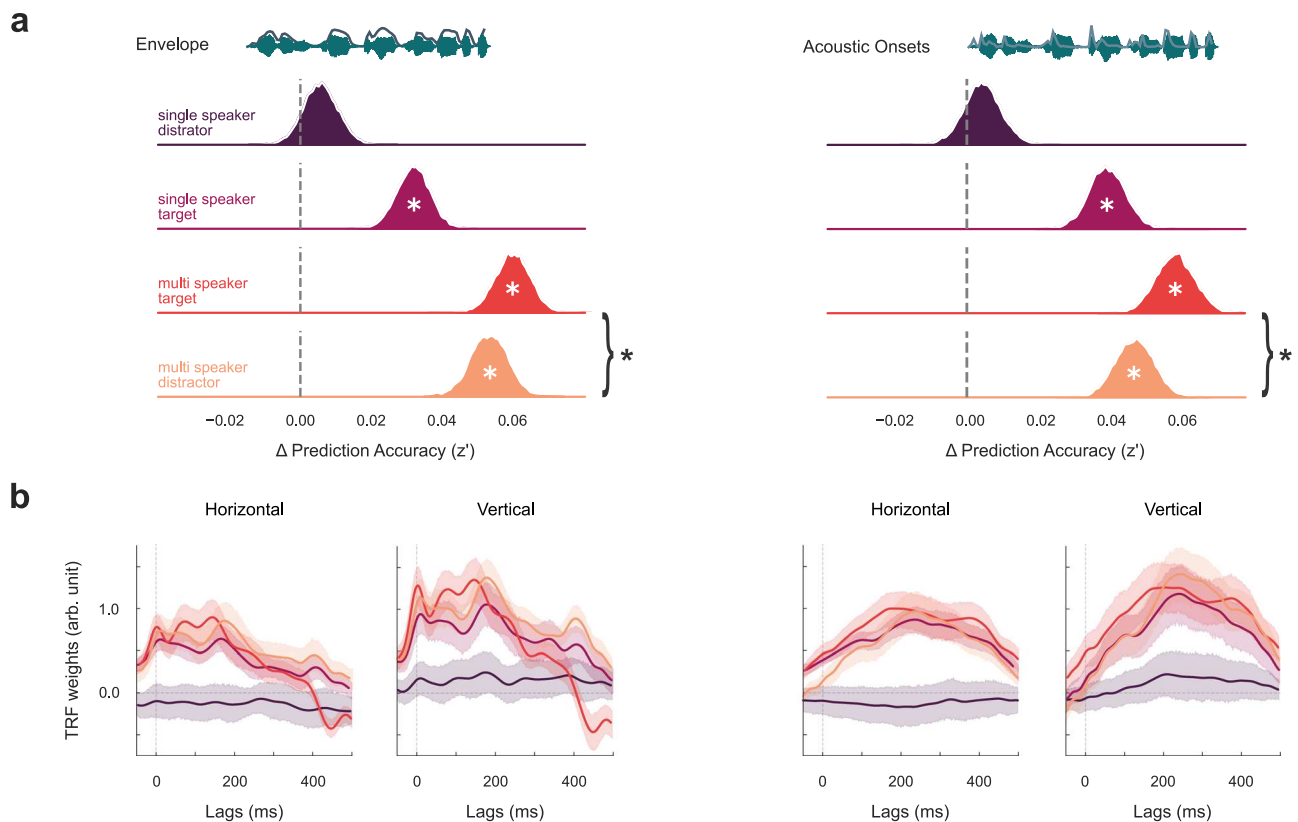 a
Envelope
Acoustic Onsets
single speaker
distrator
single speaker
target
*
*
multi speaker
target
*
*
multi speaker
distractor
*
*
} *
} *
−0.02 0.00 0.02 0.04 0.06
−0.02 0.00 0.02 0.04 0.06
Δ Prediction Accuracy (z')
Δ Prediction Accuracy (z')
b
Horizontal
Vertical
Horizontal
Vertical
TRF weights (arb. unit)
1.0
0.0
0 200 400
0 200 400
0 200 400
0 200 400
Lags (ms)
Lags (ms)
Lags (ms)
Lags (ms)